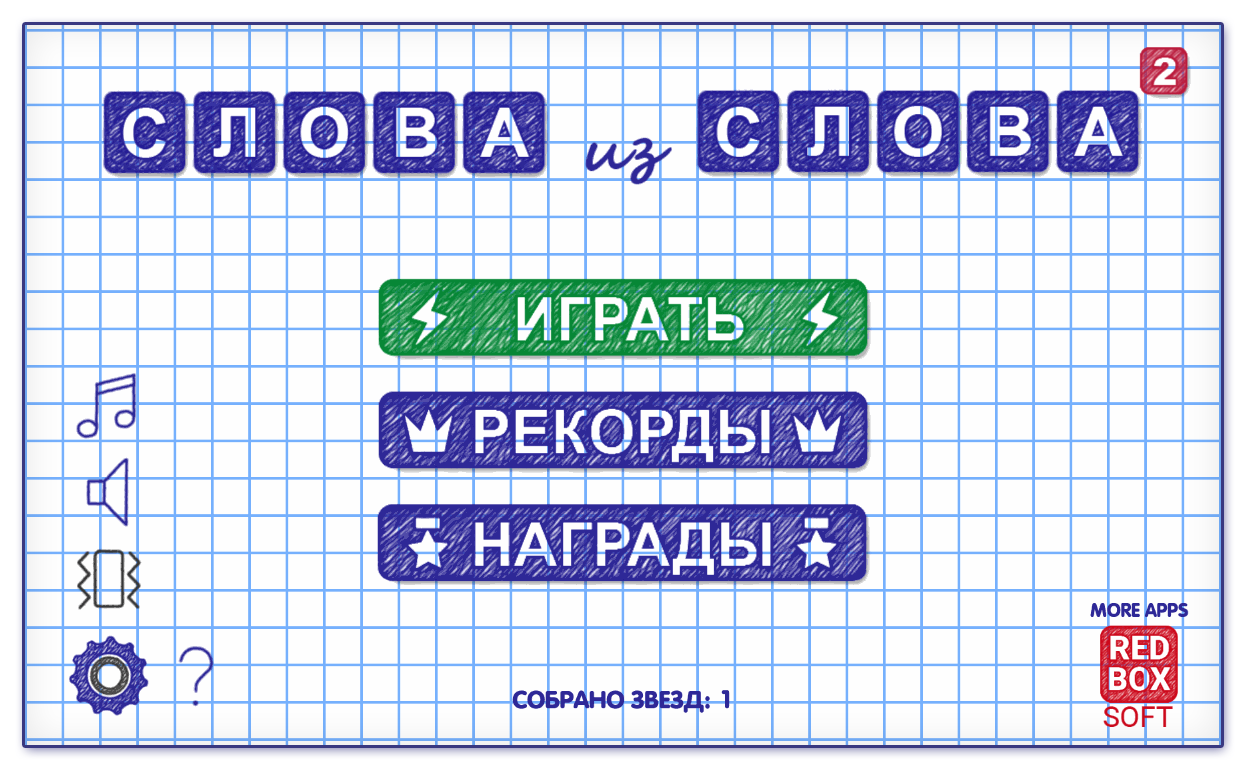 2
СЛОВА из СЛОВА
ИГРАТЬ
РЕКОРДЫ
НАГРАДЫ
?
СОБРАНО ЗВЕЗД: 1
MORE APPS
RED
BOX
SOFT